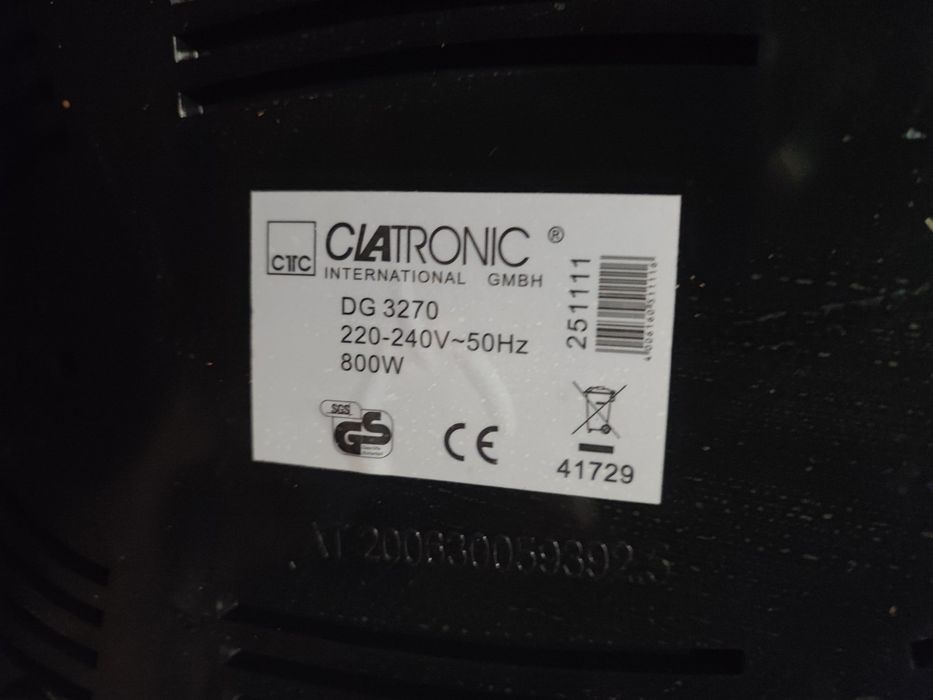 CTC
CLATRONIC ®
INTERNATIONAL GMBH
DG 3270
220-240V~50Hz
800W
251111
SGS
GS
CE
41729